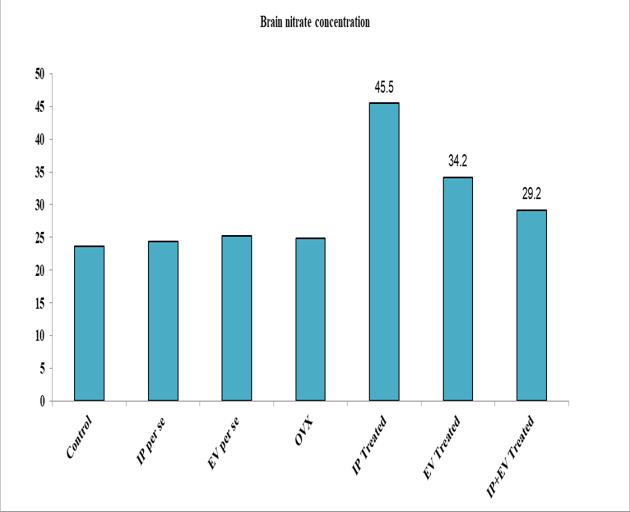 Brain nitrate concentration
50
45
40
35
30
25
20
15
10
5
0
45.5
34.2
29.2
Control
IP per se
EV per se
OVX
IP Treated
EV Treated
IP+EV Treated